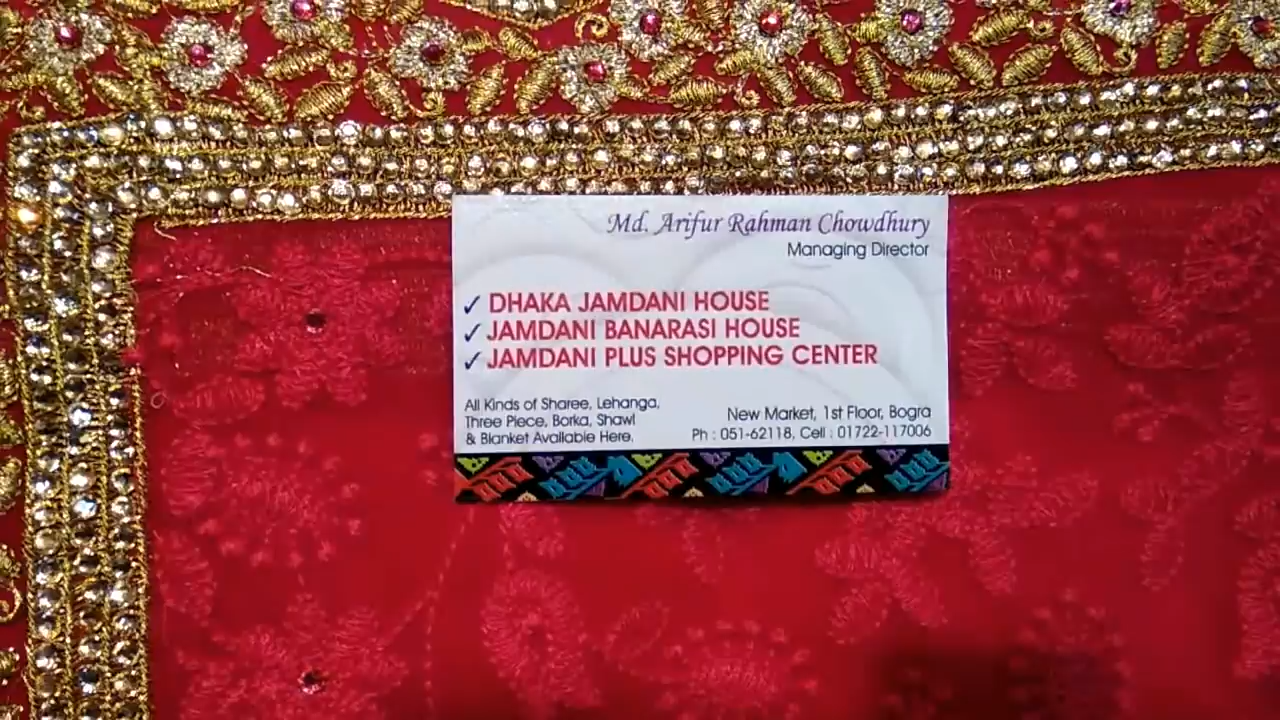 Md. Arifur Rahman Chowdhury
Managing Director
✓ DHAKA JAMDANI HOUSE
✓ JAMDANI BANARASI HOUSE
✓ JAMDANI PLUS SHOPPING CENTER
All Kinds of Sharee, Lehanga,
Three Piece, Borka, Shawl
& Blanket Available Here.
New Market, 1st Floor, Bogra
Ph : 051-62118, Cell : 01722-117006